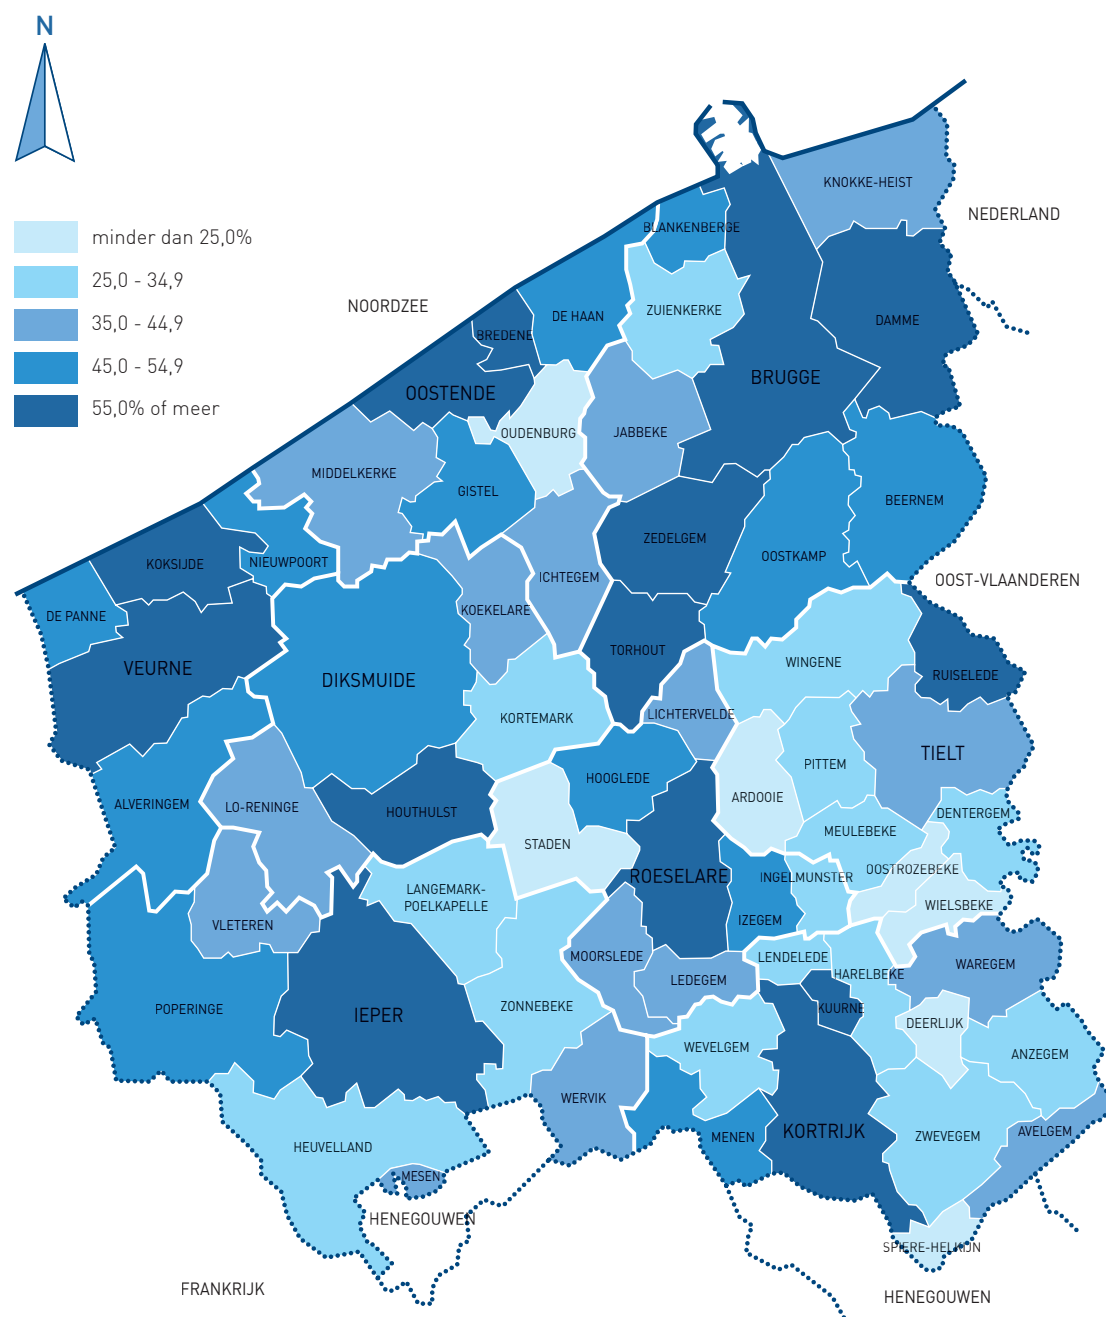 N
minder dan 25,0%
25,0 - 34,9
35,0 - 44,9
45,0 - 54,9
55,0% of meer
NOORDZEE
NEDERLAND
KNOKKE-HEIST
BLANKENBERGE
ZUIENKERKE
DE HAAN
DAMME
BREDENE
BRUGGE
OOSTENDE
OUDENBURG
JABBEKE
MIDDELKERKE
GISTEL
BEERNEM
ZEDELGEM
OOSTKAMP
KOKSIJDE
NIEUWPOORT
ICHTEGEM
OOST-VLAANDEREN
KOEKELARE
DE PANNE
TORHOUT
WINGENE
VEURNE
DIKSMUIDE
RUISELEDE
KORTEMARK
LICHTERVELDE
TIELT
PITTEM
HOOGLEDE
ARDOOIE
ALVERINGEM
LO-RENINGE
HOUTHULST
DENTERGEM
MEULEBEKE
STADEN
OOSTROZEBEKE
ROESELARE
INGELMUNSTER
LANGEMARK-
POELKAPELLE
WIELSBEKE
IZEGEM
VLETEREN
MOORSLEDE
LENDELEDE
WAREGEM
HARELBEKE
LEDEGEM
POPERINGE
IEPER
ZONNEBEKE
KUURNE
DEERLIJK
WEVELGEM
ANZEGEM
WERVIK
MENEN
KORTRIJK
ZWEVEGEM
AVELGEM
HEUVELLAND
MESEN
HENEGOUWEN
SPIERE-HELKIJN
FRANKRIJK
HENEGOUWEN